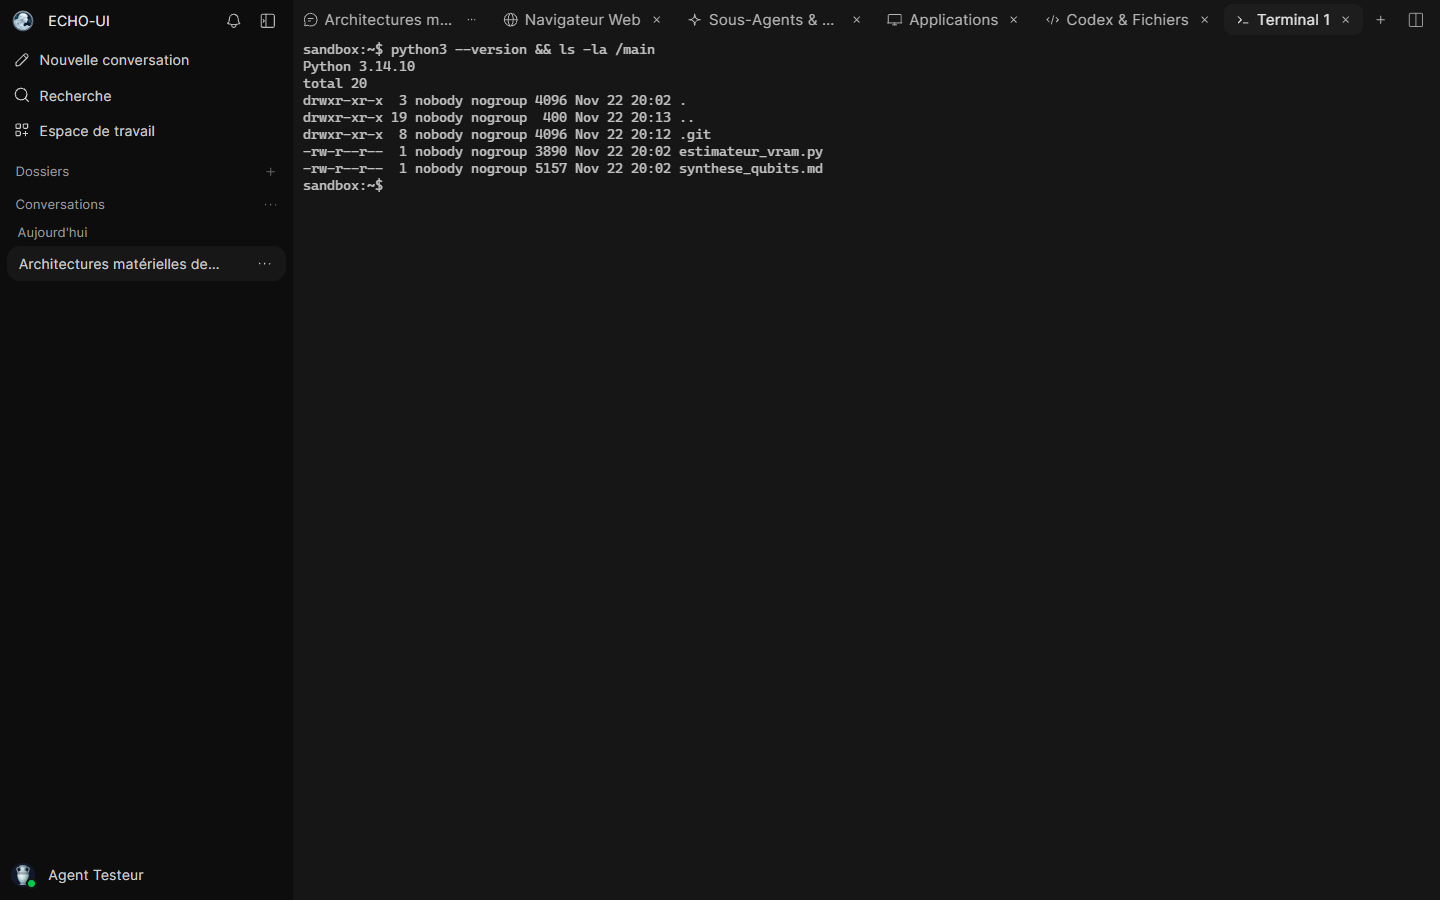 ECHO-UI
Nouvelle conversation
Recherche
Espace de travail
Dossiers
Conversations
Aujourd'hui
Architectures matérielles de...
Agent Testeur
Architectures m... Navigateur Web Sous-Agents & ... Applications Codex & Fichiers Terminal 1
sandbox:~$ python3 --version && ls -la /main
Python 3.14.10
total 20
drwxr-xr-x  3 nobody nogroup 4096 Nov 22 20:02 .
drwxr-xr-x 19 nobody nogroup  400 Nov 22 20:13 ..
drwxr-xr-x  8 nobody nogroup 4096 Nov 22 20:12 .git
-rw-r--r--  1 nobody nogroup 3890 Nov 22 20:02 estimateur_vram.py
-rw-r--r--  1 nobody nogroup 5157 Nov 22 20:02 synthese_qubits.md
sandbox:~$